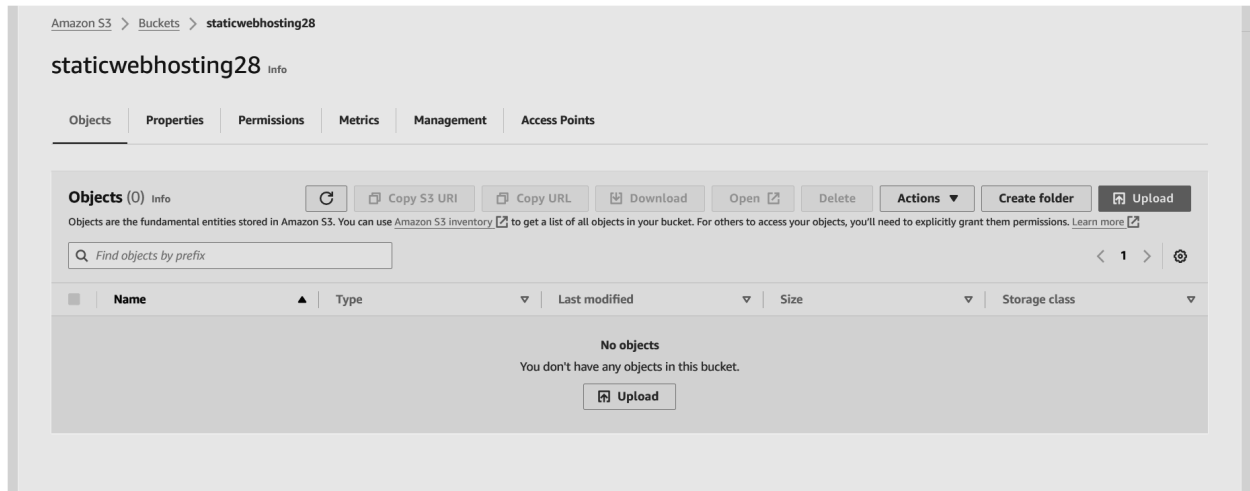 Amazon S3 > Buckets > staticwebhosting28
staticwebhosting28 Info
Objects Properties Permissions Metrics Management Access Points
Objects (0) Info Copy S3 URI Copy URL Download Open Delete Actions Create folder Upload
Objects are the fundamental entities stored in Amazon S3. You can use Amazon S3 inventory to get a list of all objects in your bucket. For others to access your objects, you'll need to explicitly grant them permissions. Learn more
Find objects by prefix < 1 >
Name Type Last modified Size Storage class
No objects
You don't have any objects in this bucket.
Upload